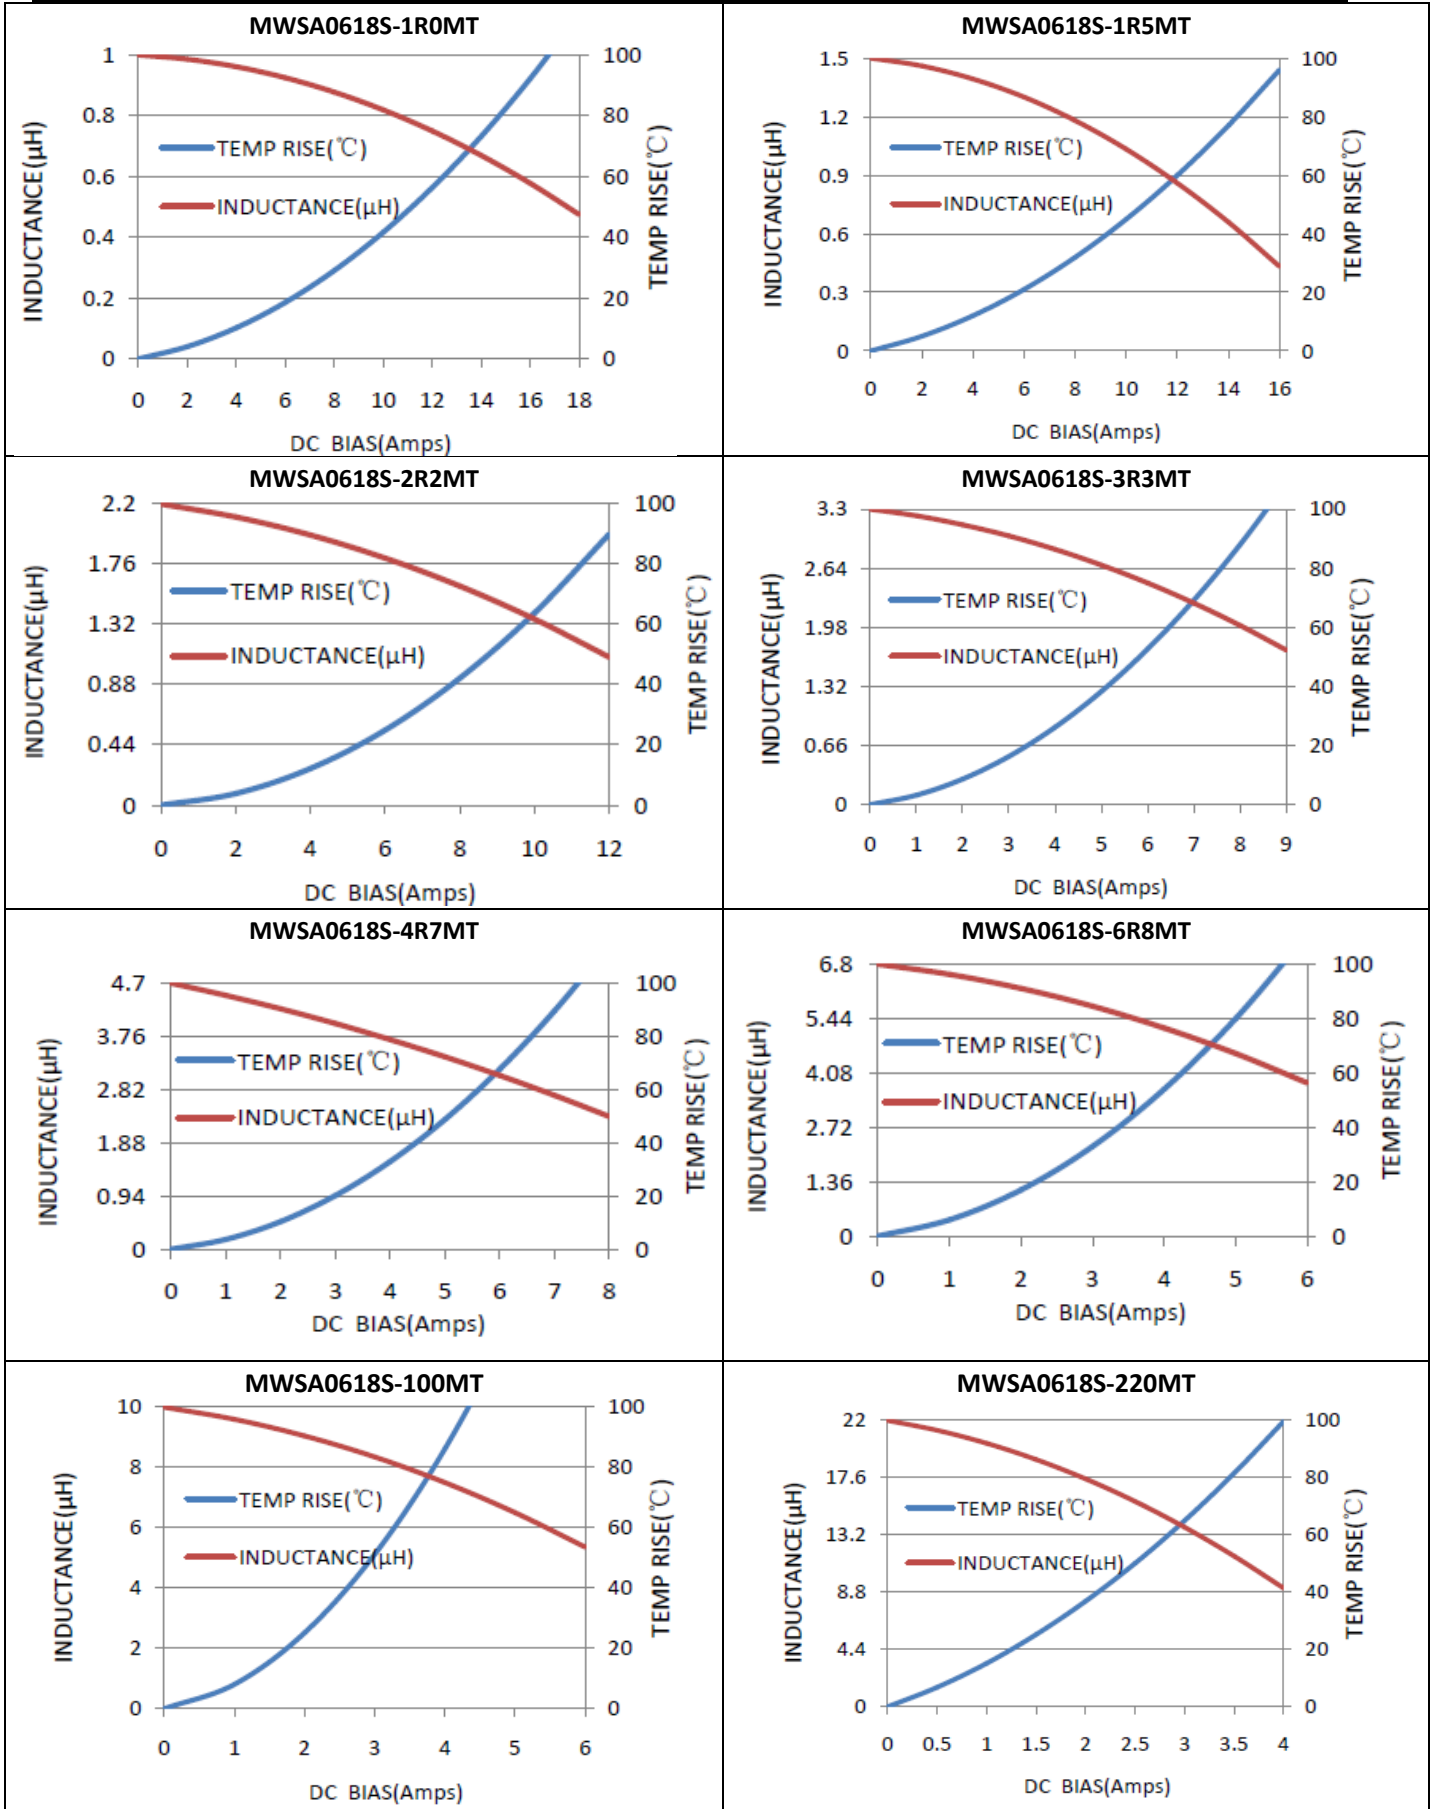 MWSA0618S-1R0MT
1
0.8
0.6
0.4
0.2
0
100
80
60
40
20
0
INDUCTANCE(μH)
TEMP RISE(℃)
TEMP RISE(℃)
INDUCTANCE(μH)
0 2 4 6 8 10 12 14 16 18
DC BIAS(Amps)
MWSA0618S-1R5MT
1.5
1.2
0.9
0.6
0.3
0
100
80
60
40
20
0
INDUCTANCE(μH)
TEMP RISE(℃)
TEMP RISE(℃)
INDUCTANCE(μH)
0 2 4 6 8 10 12 14 16
DC BIAS(Amps)
MWSA0618S-2R2MT
2.2
1.76
1.32
0.88
0.44
0
100
80
60
40
20
0
INDUCTANCE(μH)
TEMP RISE(℃)
TEMP RISE(℃)
INDUCTANCE(μH)
0 2 4 6 8 10 12
DC BIAS(Amps)
MWSA0618S-3R3MT
3.3
2.64
1.98
1.32
0.66
0
100
80
60
40
20
0
INDUCTANCE(μH)
TEMP RISE(℃)
TEMP RISE(℃)
INDUCTANCE(μH)
0 1 2 3 4 5 6 7 8 9
DC BIAS(Amps)
MWSA0618S-4R7MT
4.7
3.76
2.82
1.88
0.94
0
100
80
60
40
20
0
INDUCTANCE(μH)
TEMP RISE(℃)
TEMP RISE(℃)
INDUCTANCE(μH)
0 1 2 3 4 5 6 7 8
DC BIAS(Amps)
MWSA0618S-6R8MT
6.8
5.44
4.08
2.72
1.36
0
100
80
60
40
20
0
INDUCTANCE(μH)
TEMP RISE(℃)
TEMP RISE(℃)
INDUCTANCE(μH)
0 1 2 3 4 5 6
DC BIAS(Amps)
MWSA0618S-100MT
10
8
6
4
2
0
100
80
60
40
20
0
INDUCTANCE(μH)
TEMP RISE(℃)
TEMP RISE(℃)
INDUCTANCE(μH)
0 1 2 3 4 5 6
DC BIAS(Amps)
MWSA0618S-220MT
22
17.6
13.2
8.8
4.4
0
100
80
60
40
20
0
INDUCTANCE(μH)
TEMP RISE(℃)
TEMP RISE(℃)
INDUCTANCE(μH)
0 0.5 1 1.5 2 2.5 3 3.5 4
DC BIAS(Amps)